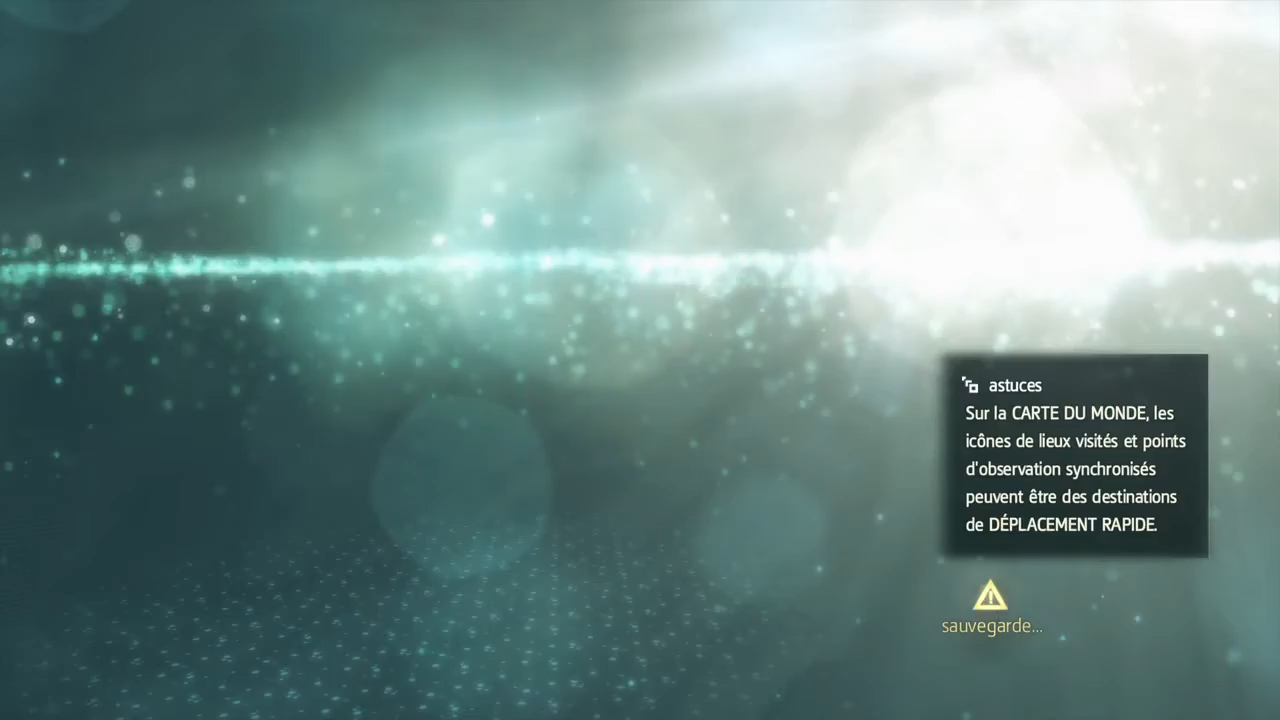 astuces
Sur la CARTE DU MONDE, les
icônes de lieux visités et points
d'observation synchronisés
peuvent être des destinations
de DÉPLACEMENT RAPIDE.
sauvegarde...